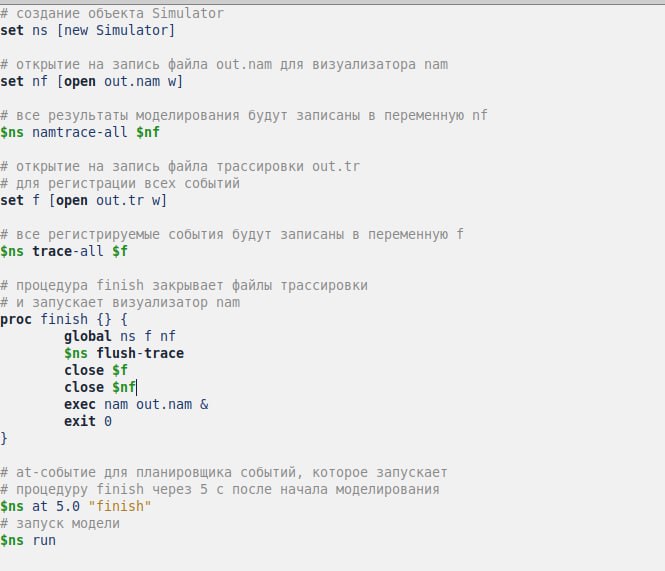 # создание объекта Simulator
set ns [new Simulator]
# открытие на запись файла out.nam для визуализатора nam
set nf [open out.nam w]
# все результаты моделирования будут записаны в переменную nf
$ns namtrace-all $nf
# открытие на запись файла трассировки out.tr
# для регистрации всех событий
set f [open out.tr w]
# все регистрируемые события будут записаны в переменную f
$ns trace-all $f
# процедура finish закрывает файлы трассировки
# и запускает визуализатор nam
proc finish {} {
        global ns f nf
        $ns flush-trace
        close $f
        close $nf
        exec nam out.nam &
        exit 0
}
# at-событие для планировщика событий, которое запускает
# процедуру finish через 5 с после начала моделирования
$ns at 5.0 "finish"
# запуск модели
$ns run